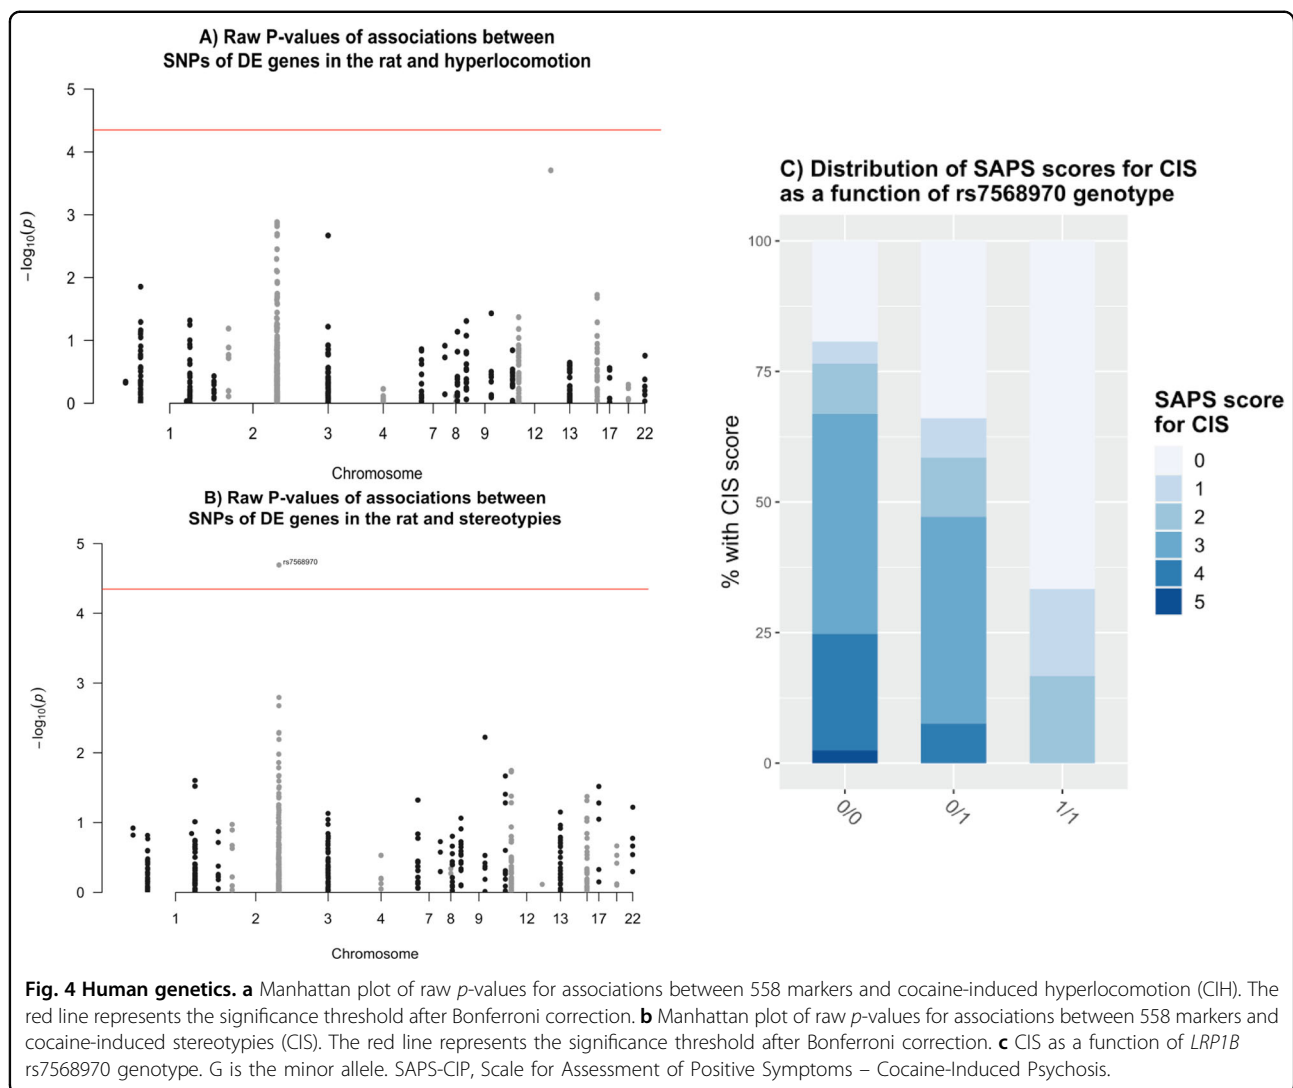 A) Raw P-values of associations between
SNPs of DE genes in the rat and hyperlocomotion
5
4
3
2
1
0
−log10(p)
1 2 3 4 7 8 9 12 13 17 22
Chromosome
B) Raw P-values of associations between
SNPs of DE genes in the rat and stereotypies
5
4
3
2
1
0
−log10(p)
rs7568970
1 2 3 4 7 8 9 12 13 17 22
Chromosome
C) Distribution of SAPS scores for CIS
as a function of rs7568970 genotype
100
75
50
25
0
% with CIS score
0/0 0/1 1/1
SAPS score
for CIS
0
1
2
3
4
5
Fig. 4 Human genetics. a Manhattan plot of raw p-values for associations between 558 markers and cocaine-induced hyperlocomotion (CIH). The
red line represents the significance threshold after Bonferroni correction. b Manhattan plot of raw p-values for associations between 558 markers and
cocaine-induced stereotypies (CIS). The red line represents the significance threshold after Bonferroni correction. c CIS as a function of LRP1B
rs7568970 genotype. G is the minor allele. SAPS-CIP, Scale for Assessment of Positive Symptoms – Cocaine-Induced Psychosis.